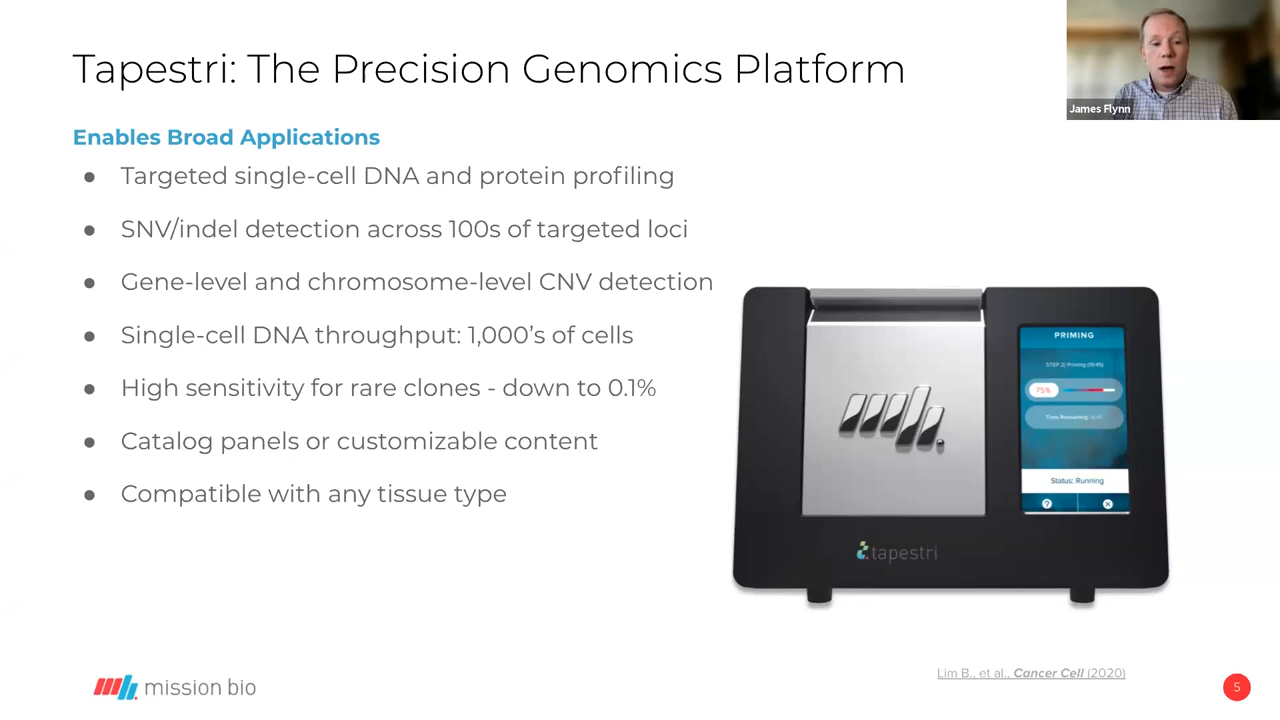 Tapestri: The Precision Genomics Platform
James Flynn
Enables Broad Applications
● Targeted single-cell DNA and protein profiling
● SNV/indel detection across 100s of targeted loci
● Gene-level and chromosome-level CNV detection
● Single-cell DNA throughput: 1,000’s of cells
● High sensitivity for rare clones - down to 0.1%
● Catalog panels or customizable content
● Compatible with any tissue type
PRIMING
75%
Time Remaining
Status: Running
tapestri
mission bio
Lim B., et al., Cancer Cell (2020)
5